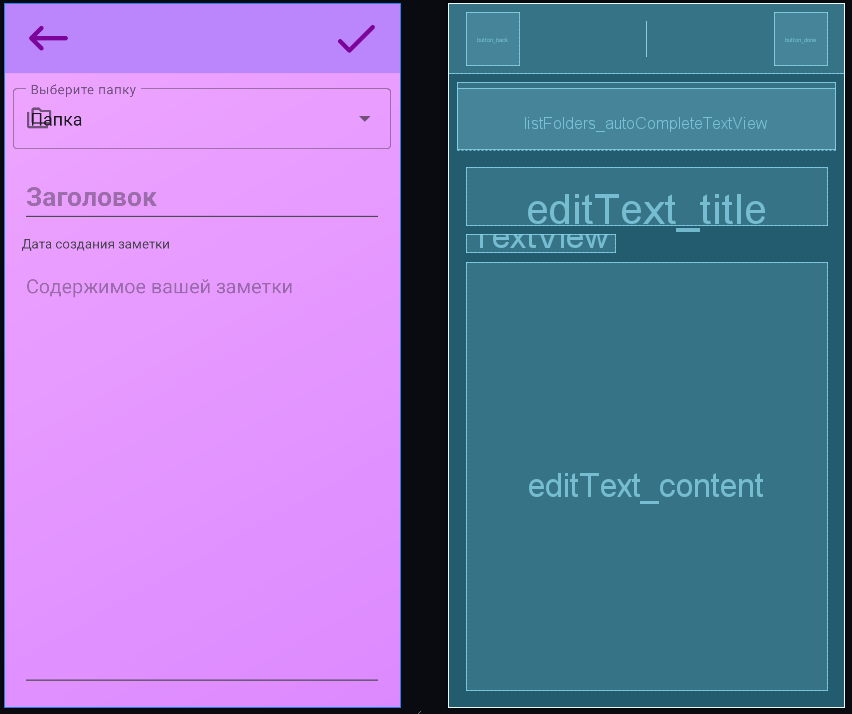 Выберите папку
Папка
Заголовок
Дата создания заметки
Содержимое вашей заметки
button_back
button_done
listFolders_autoCompleteTextView
editText_title
TextView
editText_content